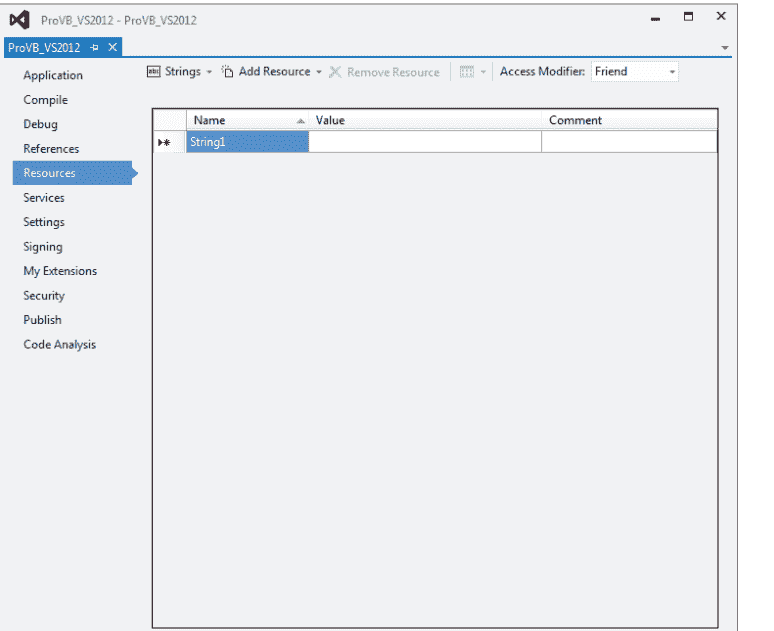 ProVB_VS2012 - ProVB_VS2012
ProVB_VS2012
Application
Compile
Debug
References
Resources
Services
Settings
Signing
My Extensions
Security
Publish
Code Analysis
abc Strings Add Resource Remove Resource Access Modifier: Friend
Name Value Comment
String1